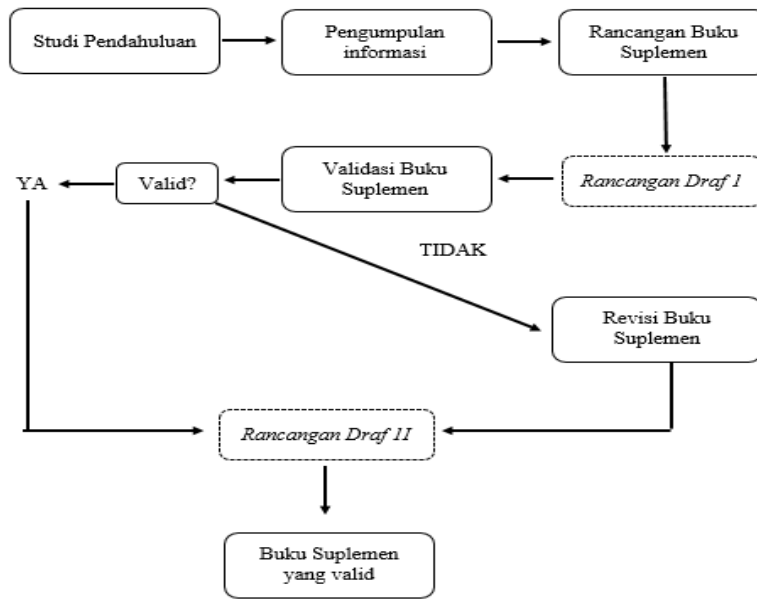 Studi Pendahuluan
Pengumpulan
informasi
Rancangan Buku
Suplemen
Rancangan Draf I
Validasi Buku
Suplemen
Valid?
YA
TIDAK
Revisi Buku
Suplemen
Rancangan Draf 1I
Buku Suplemen
yang valid